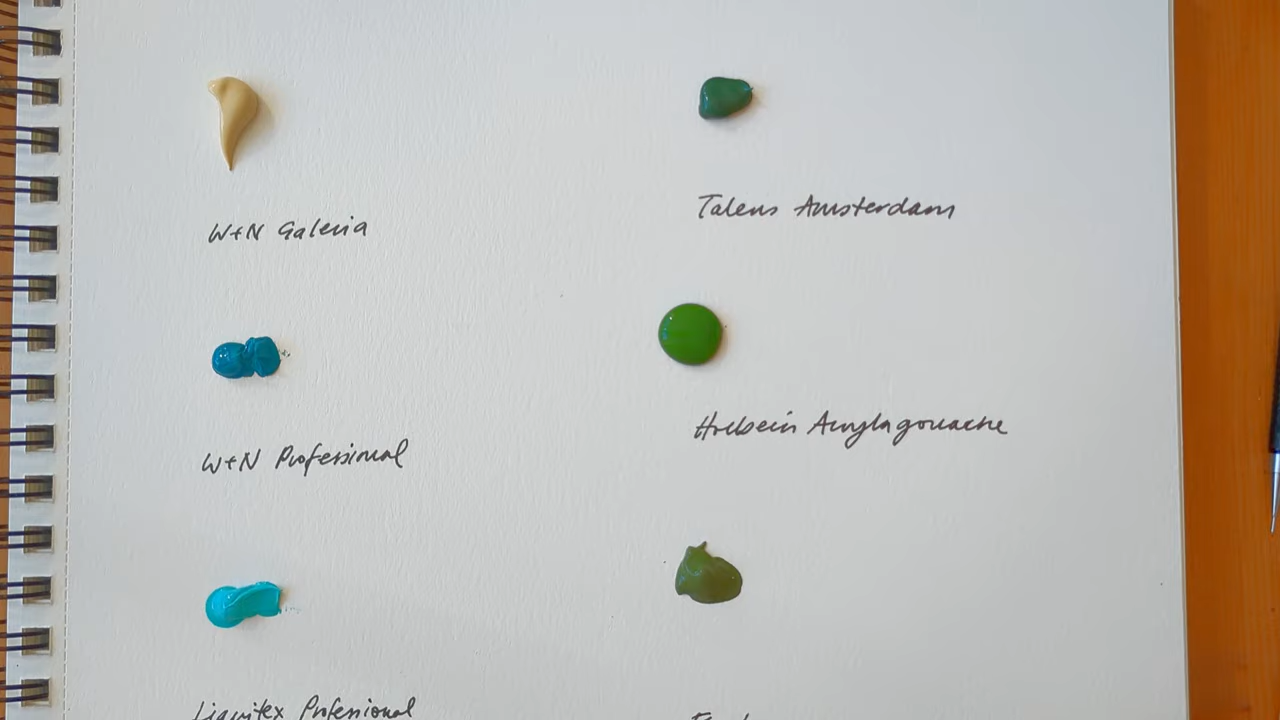 W+N Galeria
Talens Amsterdam
W+N Professional
Holbein Acrylagouache
Liquitex Professional